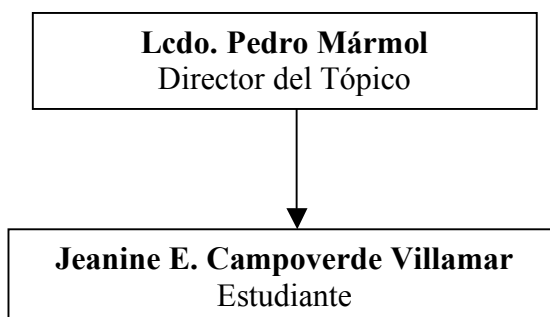 Lcdo. Pedro Mármol
Director del Tópico
Jeanine E. Campoverde Villamar
Estudiante